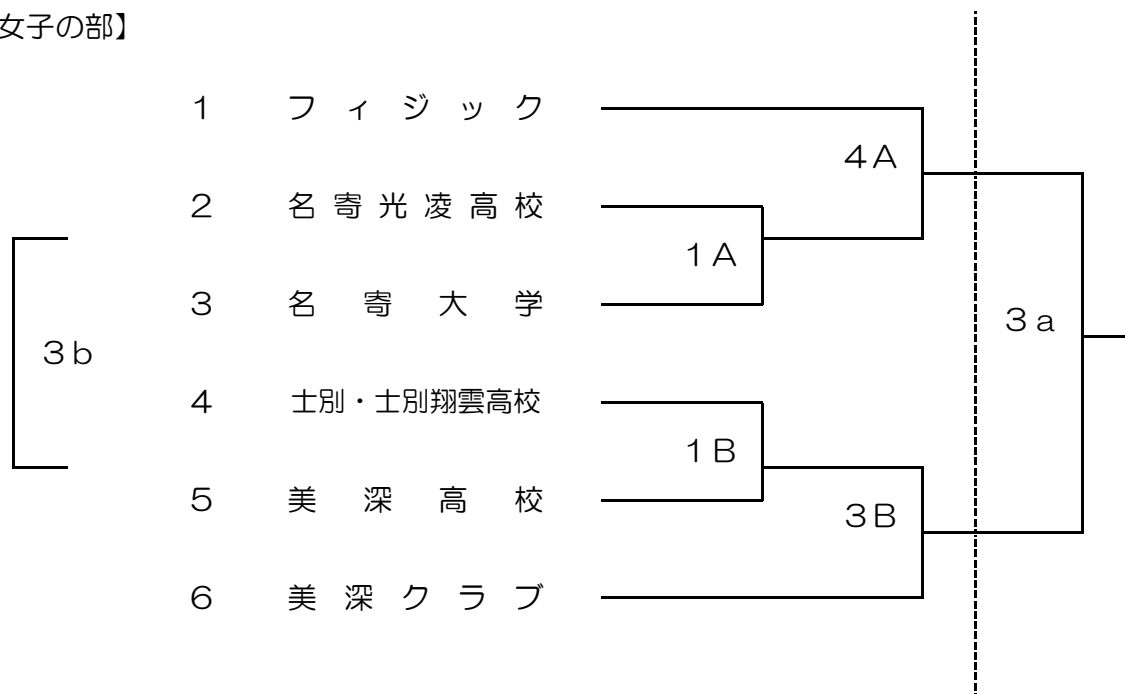 女子の部】
1 フィジック
4A
2 名寄光凌高校
1A
3 名寄大学
3a
3b
4 士別・士別翔雲高校
1B
5 美深高校
3B
6 美深クラブ